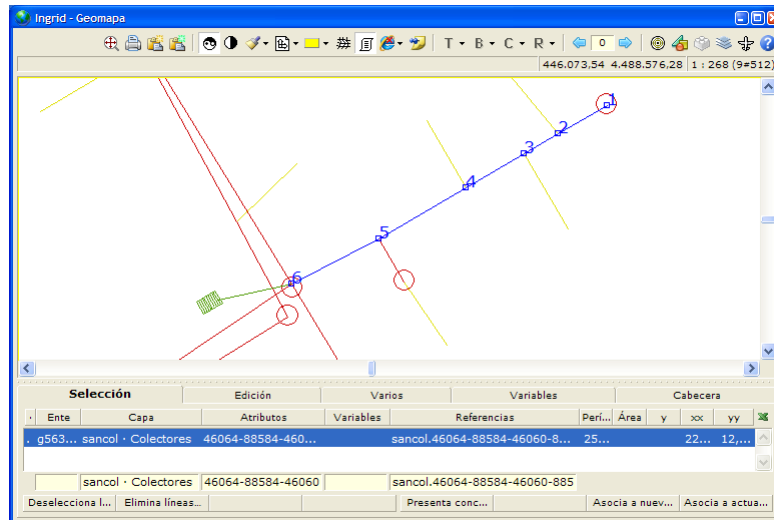 Ingrid - Geomapa
0 T B C R
446.073,54 4.488.576,28 1 : 268 (9#512)
1
2
3
4
5
6
Selección Edición Varios Variables Cabecera
Ente Capa Atributos Variables Referencias Perí... Área y xx yy
g563... sancol · Colectores 46064-88584-460... sancol.46064-88584-46060-8... 25... 22... 12,...
sancol · Colectores 46064-88584-46060 sancol.46064-88584-46060-885
Deselecciona l... Elimina líneas... Presenta conc... Asocia a nuev... Asocia a actua...